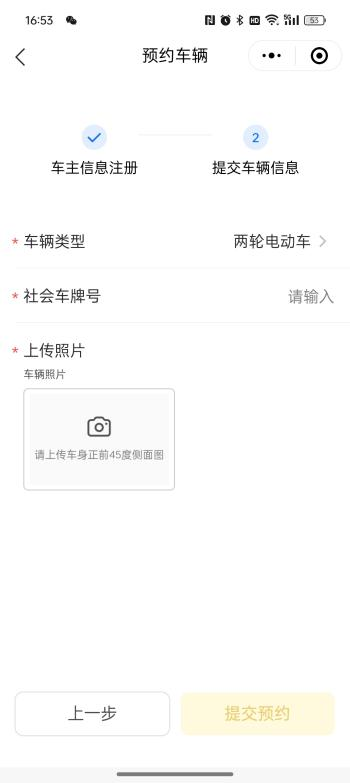 16:53
HD 5G 53
预约车辆
2
车主信息注册 提交车辆信息
* 车辆类型 两轮电动车
* 社会车牌号 请输入
* 上传照片
车辆照片
请上传车身正前45度侧面图
上一步 提交预约